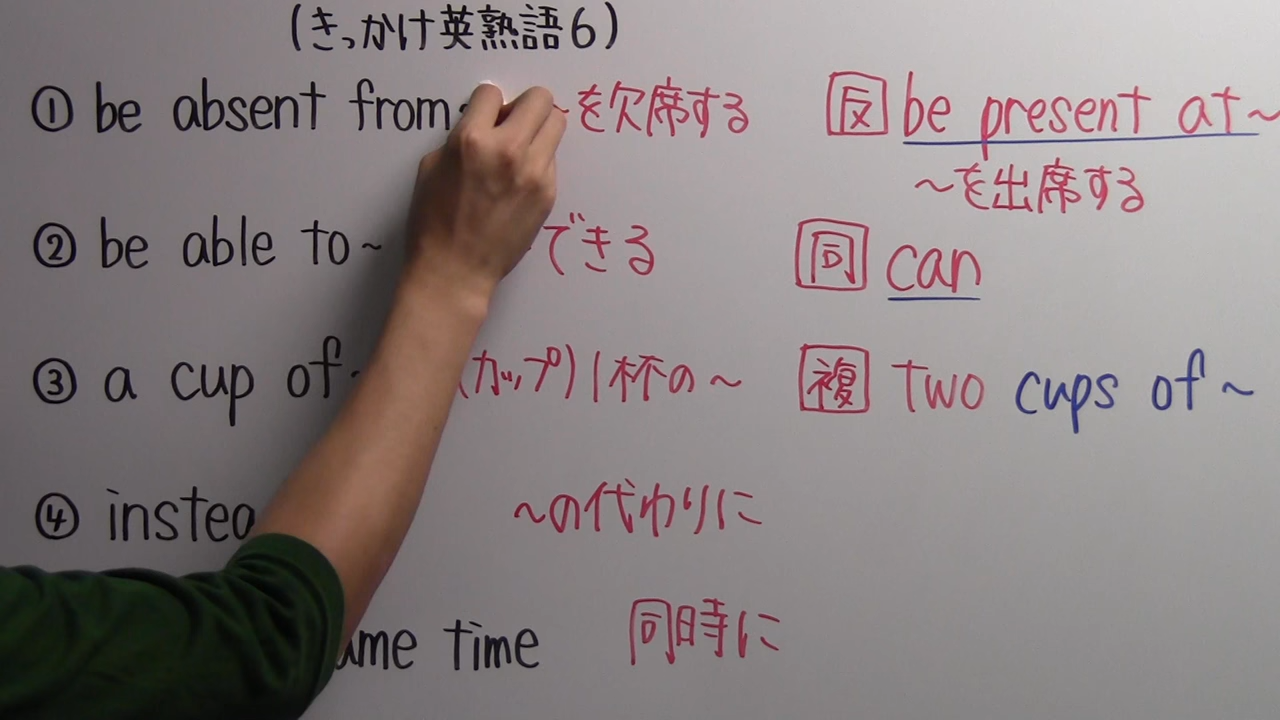 (きっかけ英熟語6)
① be absent from ~を欠席する 反 be present at~
~を出席する
② be able to~ できる 同 can
③ a cup of~ (カップ)1杯の~ 複 two cups of~
④ ~の代わりに
time 同時に